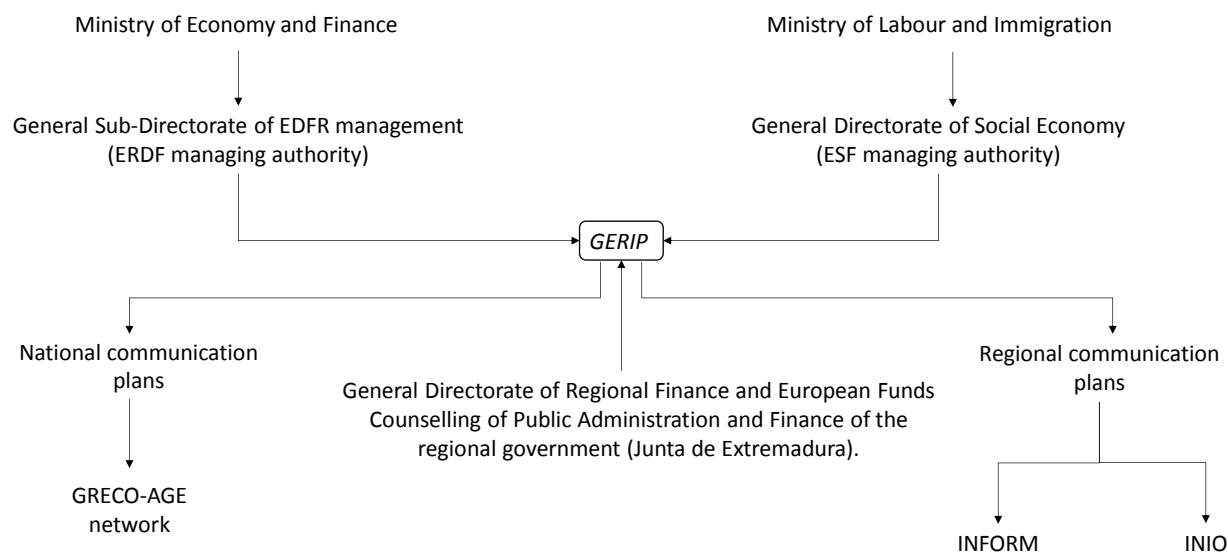 Ministry of Economy and Finance
Ministry of Labour and Immigration
General Sub-Directorate of EDFR management
(ERDF managing authority)
General Directorate of Social Economy
(ESF managing authority)
GERIP
National communication
plans
Regional communication
plans
General Directorate of Regional Finance and European Funds
Counselling of Public Administration and Finance of the
regional government (Junta de Extremadura).
GRECO-AGE
network
INFORM
INIO